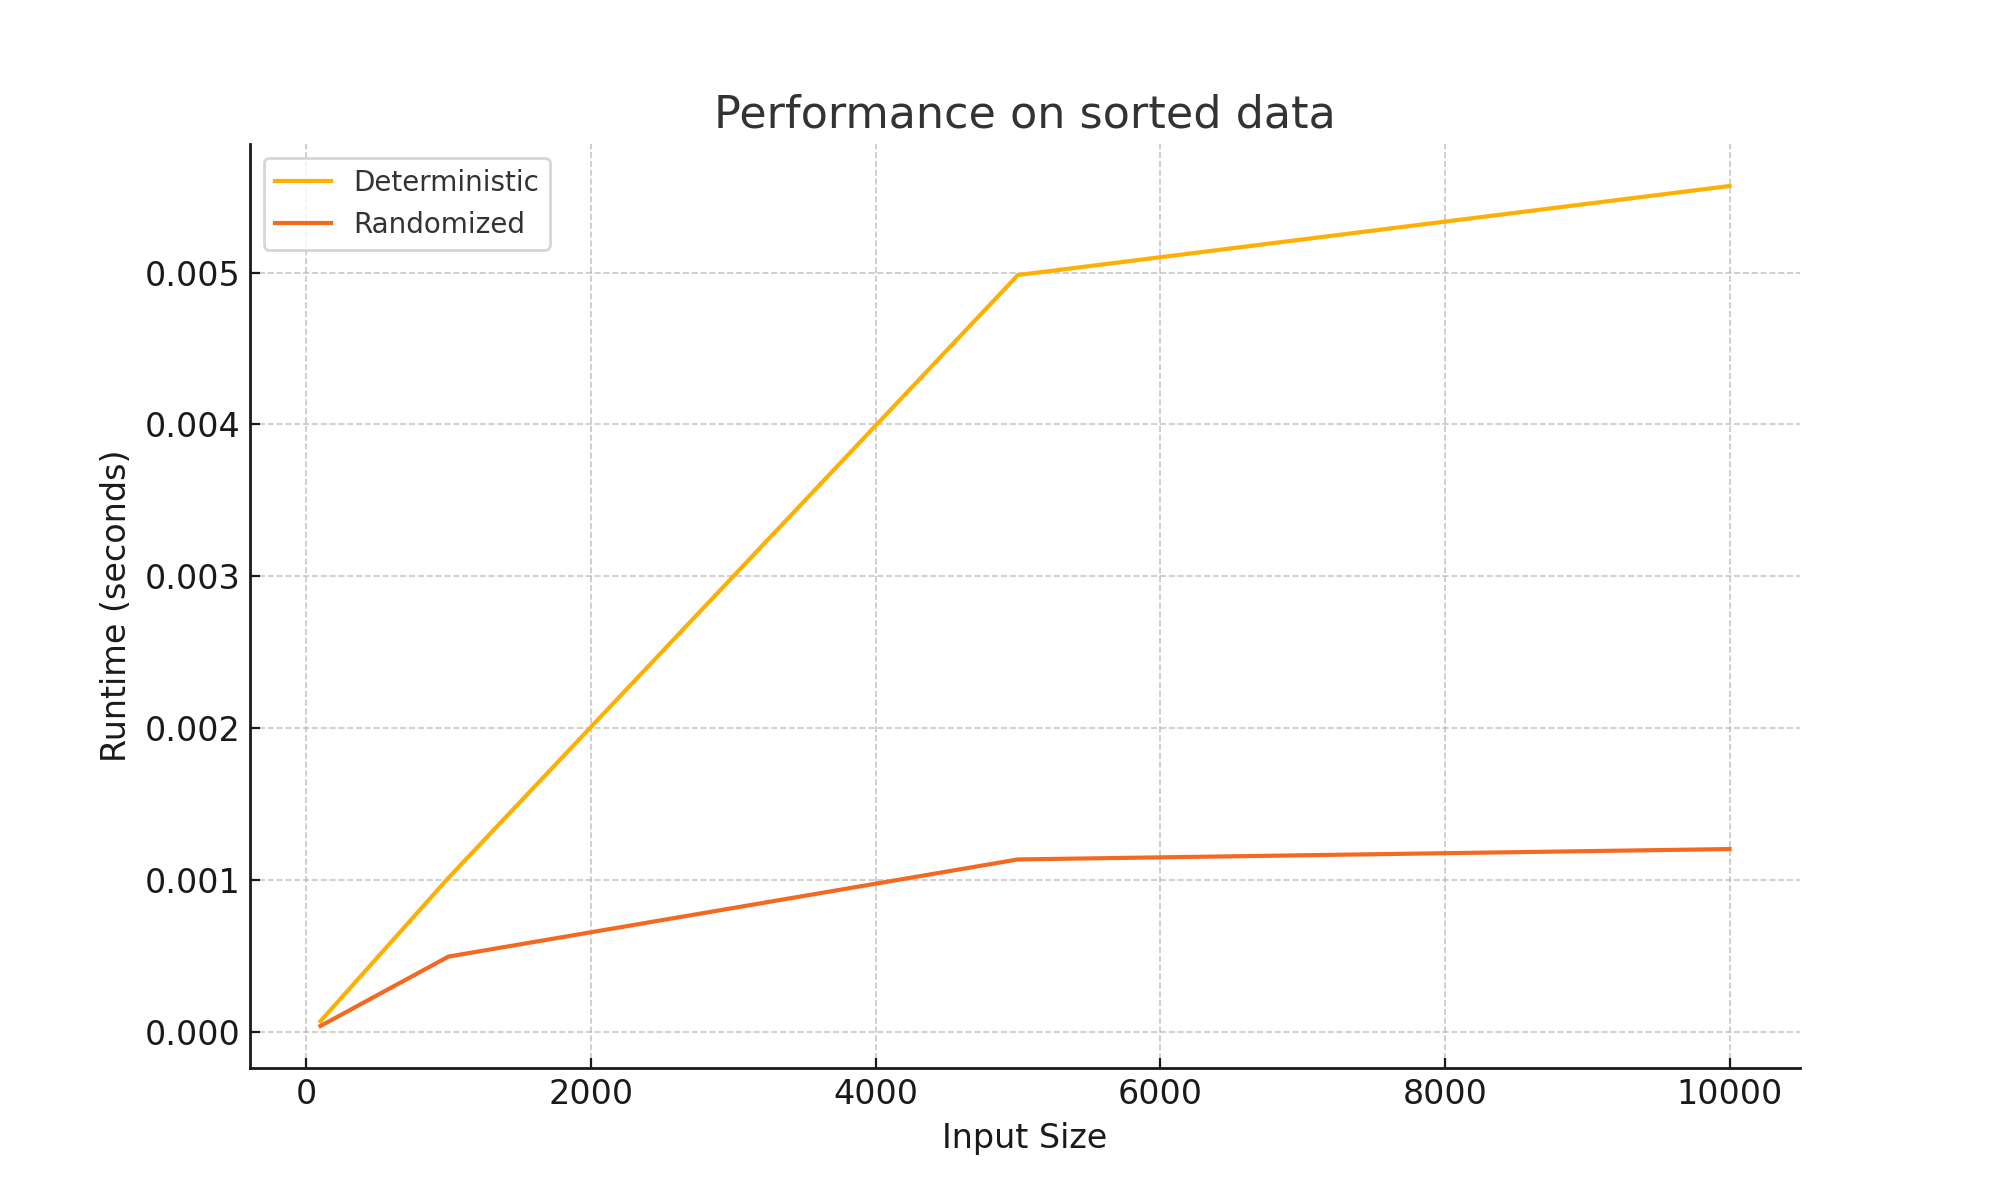 Performance on sorted data
Deterministic
Randomized
0.005
0.004
0.003
0.002
0.001
0.000
Runtime (seconds)
0 2000 4000 6000 8000 10000
Input Size